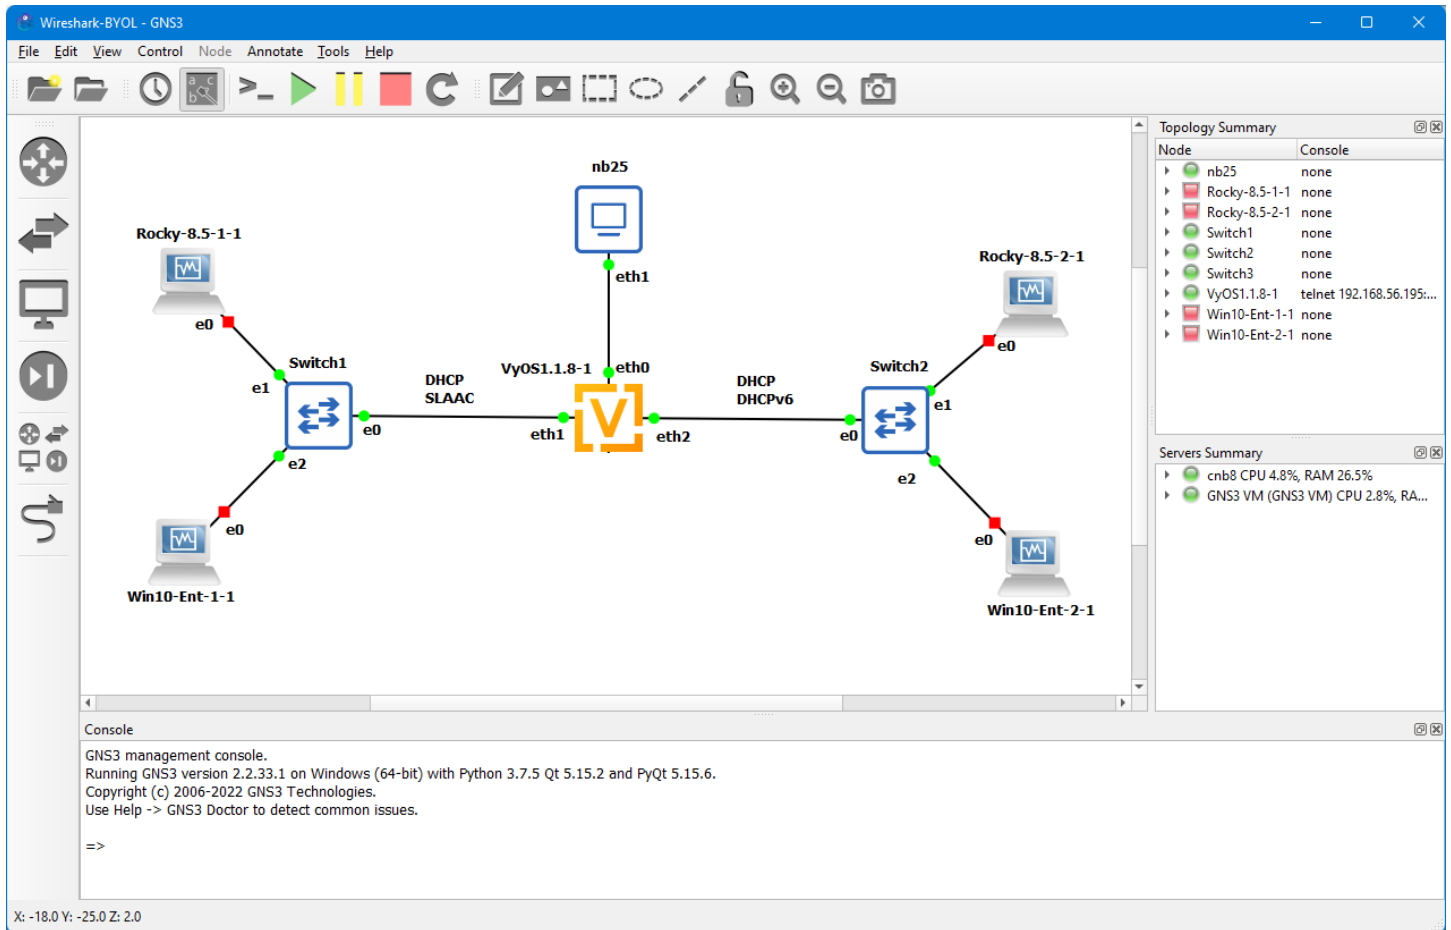 Wireshark-BYOL - GNS3
File Edit View Control Node Annotate Tools Help
nb25
eth1
Rocky-8.5-1-1
e0
Rocky-8.5-2-1
e0
Switch1
e1
e0
e2
DHCP
SLAAC
VyOS1.1.8-1
eth0
eth1
eth2
DHCP
DHCPv6
Switch2
e1
e0
e2
e0
Win10-Ent-1-1
e0
Win10-Ent-2-1
Topology Summary
Node Console
nb25 none
Rocky-8.5-1-1 none
Rocky-8.5-2-1 none
Switch1 none
Switch2 none
Switch3 none
VyOS1.1.8-1 telnet 192.168.56.195:...
Win10-Ent-1-1 none
Win10-Ent-2-1 none
Servers Summary
cnb8 CPU 4.8%, RAM 26.5%
GNS3 VM (GNS3 VM) CPU 2.8%, RA...
Console
GNS3 management console.
Running GNS3 version 2.2.33.1 on Windows (64-bit) with Python 3.7.5 Qt 5.15.2 and PyQt 5.15.6.
Copyright (c) 2006-2022 GNS3 Technologies.
Use Help -> GNS3 Doctor to detect common issues.
=>
X: -18.0 Y: -25.0 Z: 2.0